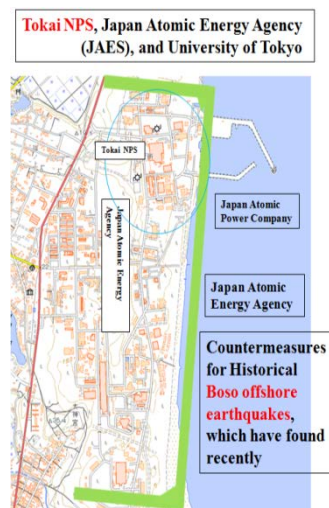 Tokai NPS, Japan Atomic Energy Agency
(JAES), and University of Tokyo
Tokai NPS
Japan Atomic Energy
Agency
Japan Atomic
Power Company
Japan Atomic
Energy Agency
Countermeasures
for Historical
Boso offshore
earthquakes,
which have found
recently